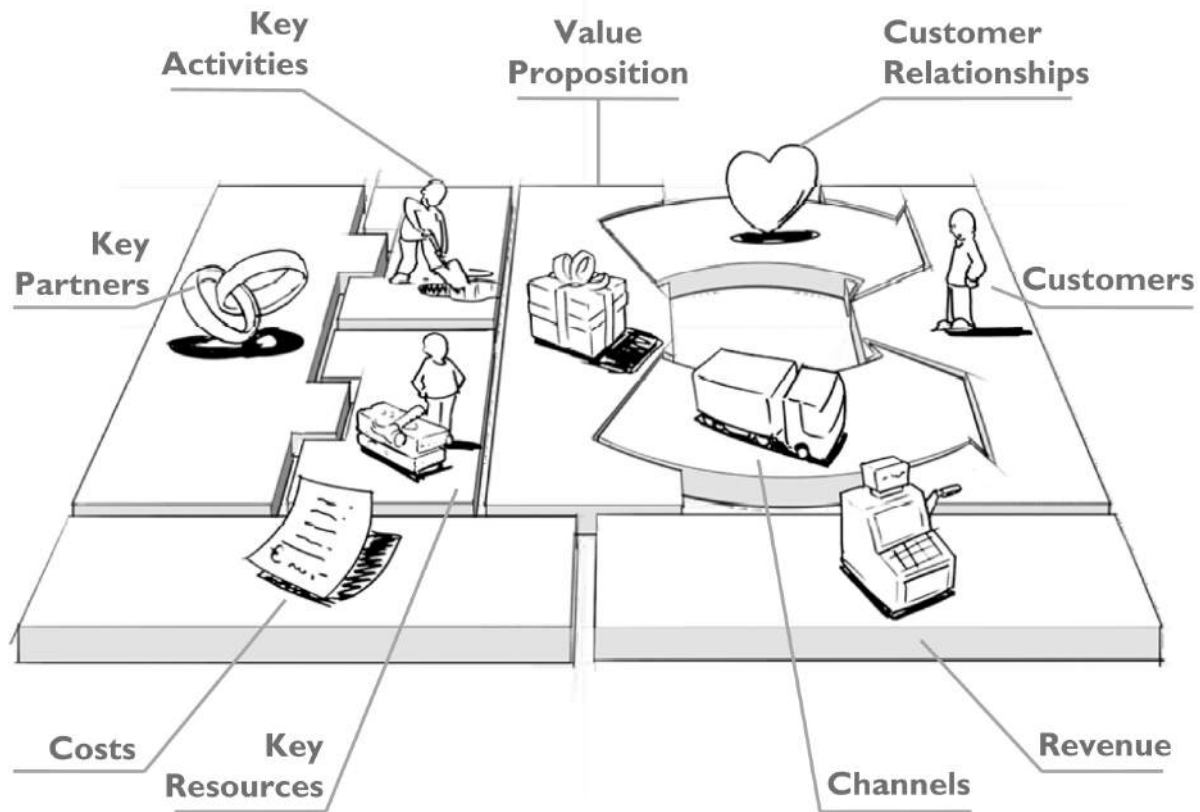 Key
Activities
Value
Proposition
Customer
Relationships
Key
Partners
Customers
Costs
Key
Resources
Channels
Revenue